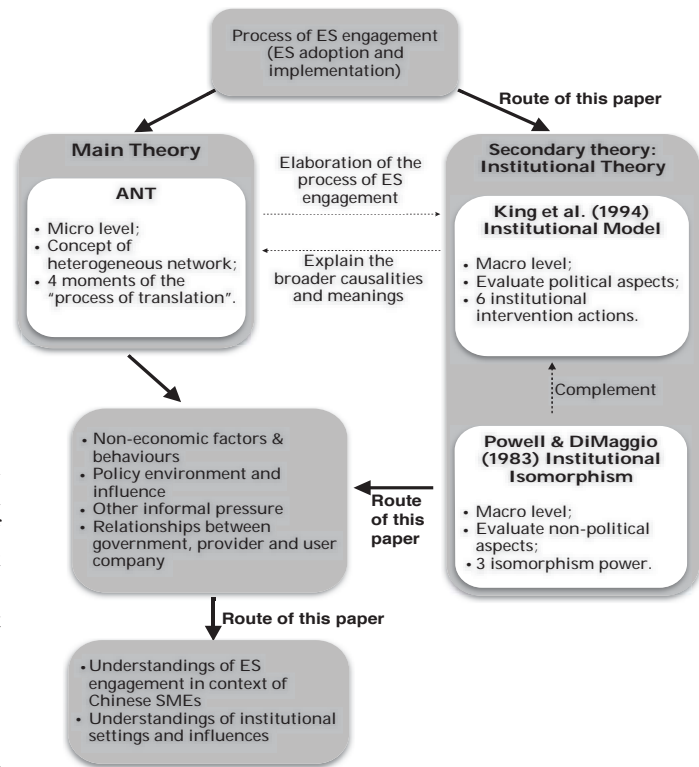 Process of ES engagement
(ES adoption and
implementation)
Route of this paper
Main Theory
ANT
• Micro level;
• Concept of
heterogeneous network;
• 4 moments of the
“process of translation”.
Elaboration of the
process of ES
engagement
Explain the
broader causalities
and meanings
Secondary theory:
Institutional Theory
King et al. (1994)
Institutional Model
• Macro level;
• Evaluate political aspects;
• 6 institutional
intervention actions.
Complement
Powell & DiMaggio
(1983) Institutional
Isomorphism
• Macro level;
• Evaluate non-political
aspects;
• 3 isomorphism power.
Route
of this
paper
• Non-economic factors &
behaviours
• Policy environment and
influence
• Other informal pressure
• Relationships between
government, provider and user
company
Route of this paper
• Understandings of ES
engagement in context of
Chinese SMEs
• Understandings of institutional
settings and influences